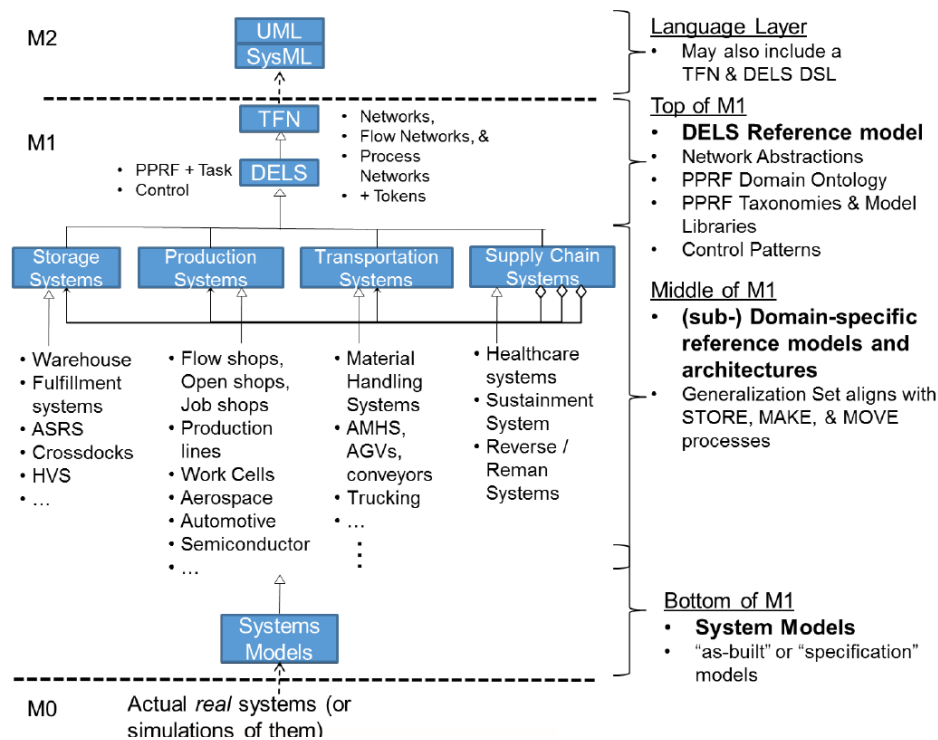 M2
UML
SysML
Language Layer
• May also include a
TFN & DELS DSL
M1
TFN
• Networks,
• Flow Networks, &
• Process
Networks
• + Tokens
• PPRF + Task
• Control
DELS
Top of M1
• DELS Reference model
• Network Abstractions
• PPRF Domain Ontology
• PPRF Taxonomies & Model
Libraries
• Control Patterns
Storage
Systems
Production
Systems
Transportation
Systems
Supply Chain
Systems
Middle of M1
• (sub-) Domain-specific
reference models and
architectures
• Generalization Set aligns with
STORE, MAKE, & MOVE
processes
• Warehouse
• Fulfillment
systems
• ASRS
• Crossdocks
• HVS
• …
• Flow shops,
Open shops,
Job shops
• Production
lines
• Work Cells
• Aerospace
• Automotive
• Semiconductor
• …
• Material
Handling
Systems
• AMHS,
AGVs,
conveyors
• Trucking
• …
• Healthcare
systems
• Sustainment
System
• Reverse /
Reman
Systems
Systems
Models
Bottom of M1
• System Models
• “as-built” or “specification”
models
M0
Actual real systems (or
simulations of them)